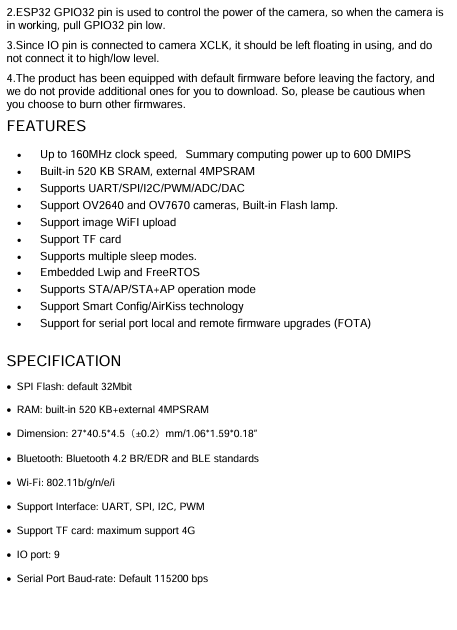 2.ESP32 GPIO32 pin is used to control the power of the camera, so when the camera is
in working, pull GPIO32 pin low.
3.Since IO pin is connected to camera XCLK, it should be left floating in using, and do
not connect it to high/low level.
4.The product has been equipped with default firmware before leaving the factory, and
we do not provide additional ones for you to download. So, please be cautious when
you choose to burn other firmwares.
FEATURES
• Up to 160MHz clock speed,  Summary computing power up to 600 DMIPS
• Built-in 520 KB SRAM, external 4MPSRAM
• Supports UART/SPI/I2C/PWM/ADC/DAC
• Support OV2640 and OV7670 cameras, Built-in Flash lamp.
• Support image WiFI upload
• Support TF card
• Supports multiple sleep modes.
• Embedded Lwip and FreeRTOS
• Supports STA/AP/STA+AP operation mode
• Support Smart Config/AirKiss technology
• Support for serial port local and remote firmware upgrades (FOTA)
SPECIFICATION
• SPI Flash: default 32Mbit
• RAM: built-in 520 KB+external 4MPSRAM
• Dimension: 27*40.5*4.5（±0.2）mm/1.06*1.59*0.18"
• Bluetooth: Bluetooth 4.2 BR/EDR and BLE standards
• Wi-Fi: 802.11b/g/n/e/i
• Support Interface: UART, SPI, I2C, PWM
• Support TF card: maximum support 4G
• IO port: 9
• Serial Port Baud-rate: Default 115200 bps